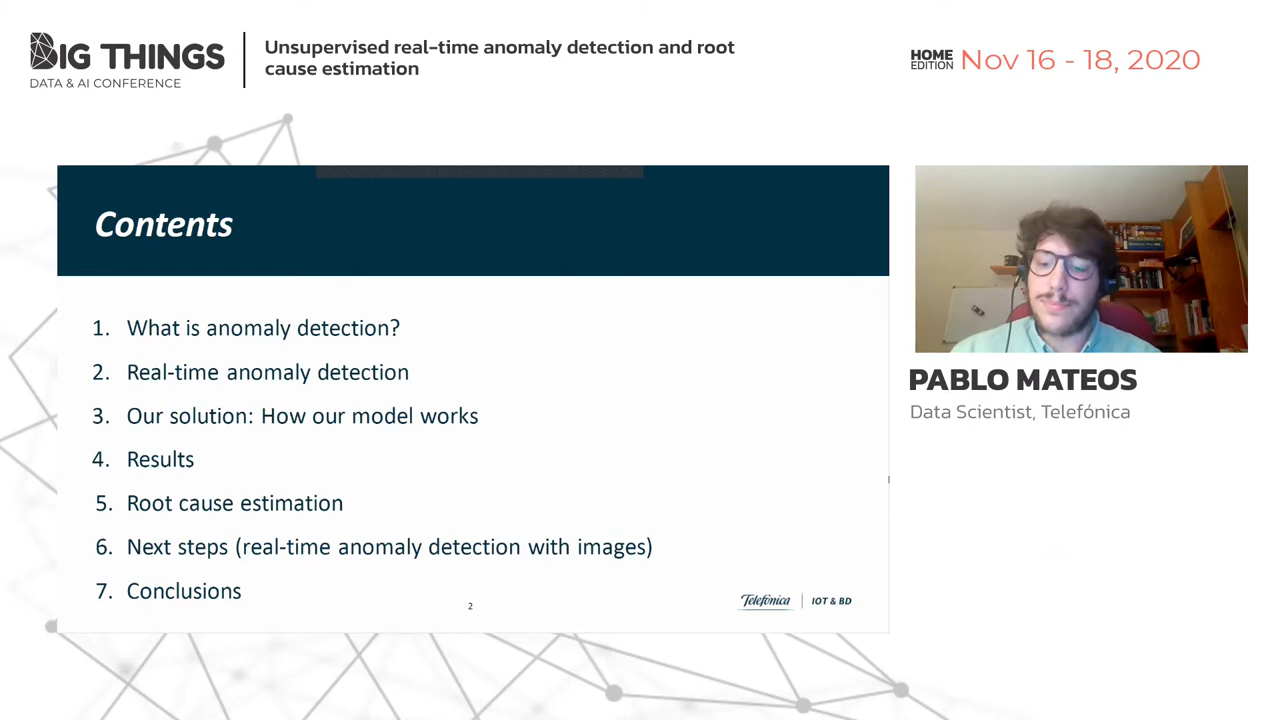 BIG THINGS
DATA & AI CONFERENCE
Unsupervised real-time anomaly detection and root
cause estimation
HOME
EDITION
Nov 16 - 18, 2020
Contents
1. What is anomaly detection?
2. Real-time anomaly detection
3. Our solution: How our model works
4. Results
5. Root cause estimation
6. Next steps (real-time anomaly detection with images)
7. Conclusions
2
Telefónica
IOT & BD
PABLO MATEOS
Data Scientist, Telefónica